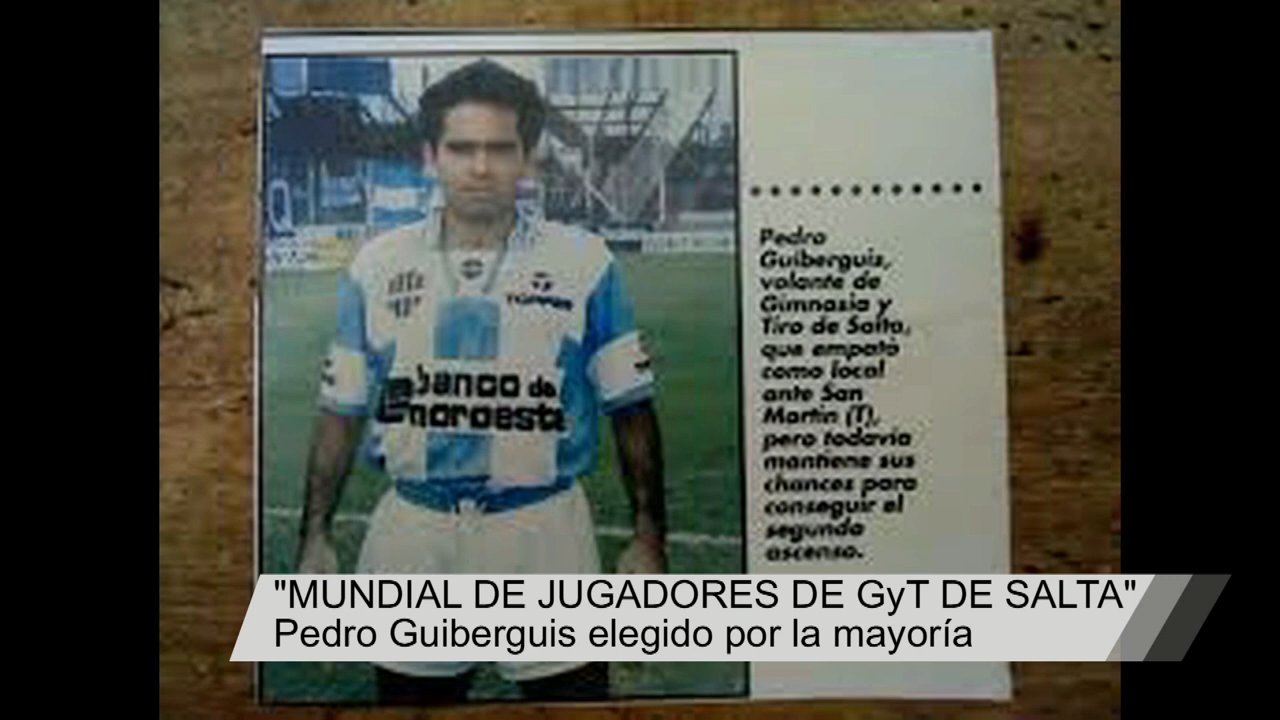 TOPPER
banco de
noroeste
Pedro
Guiberguis,
volante de
Gimnasia y
Tiro de Salta,
que empató
como local
ante San
Martín (T),
pero todavía
mantiene sus
chances para
conseguir el
segundo
ascenso.
"MUNDIAL DE JUGADORES DE GyT DE SALTA"
Pedro Guiberguis elegido por la mayoría